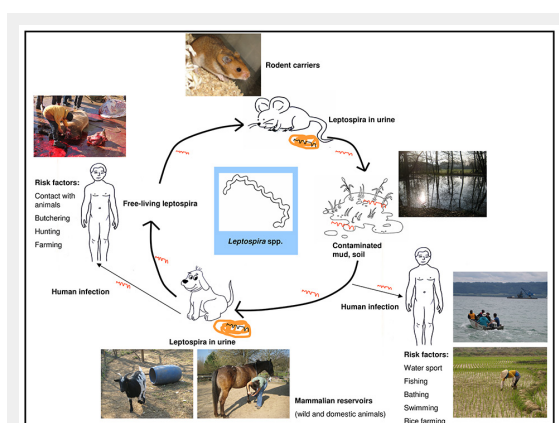 Rodent carriers
Leptospira in urine
Risk factors:
Contact with
animals
Butchering
Hunting
Farming
Free-living leptospira
Leptospira spp.
Contaminated
mud, soil
Human infection
Human infection
Leptospira in urine
Mammalian reservoirs
(wild and domestic animals)
Risk factors:
Water sport
Fishing
Bathing
Swimming
Rice farming